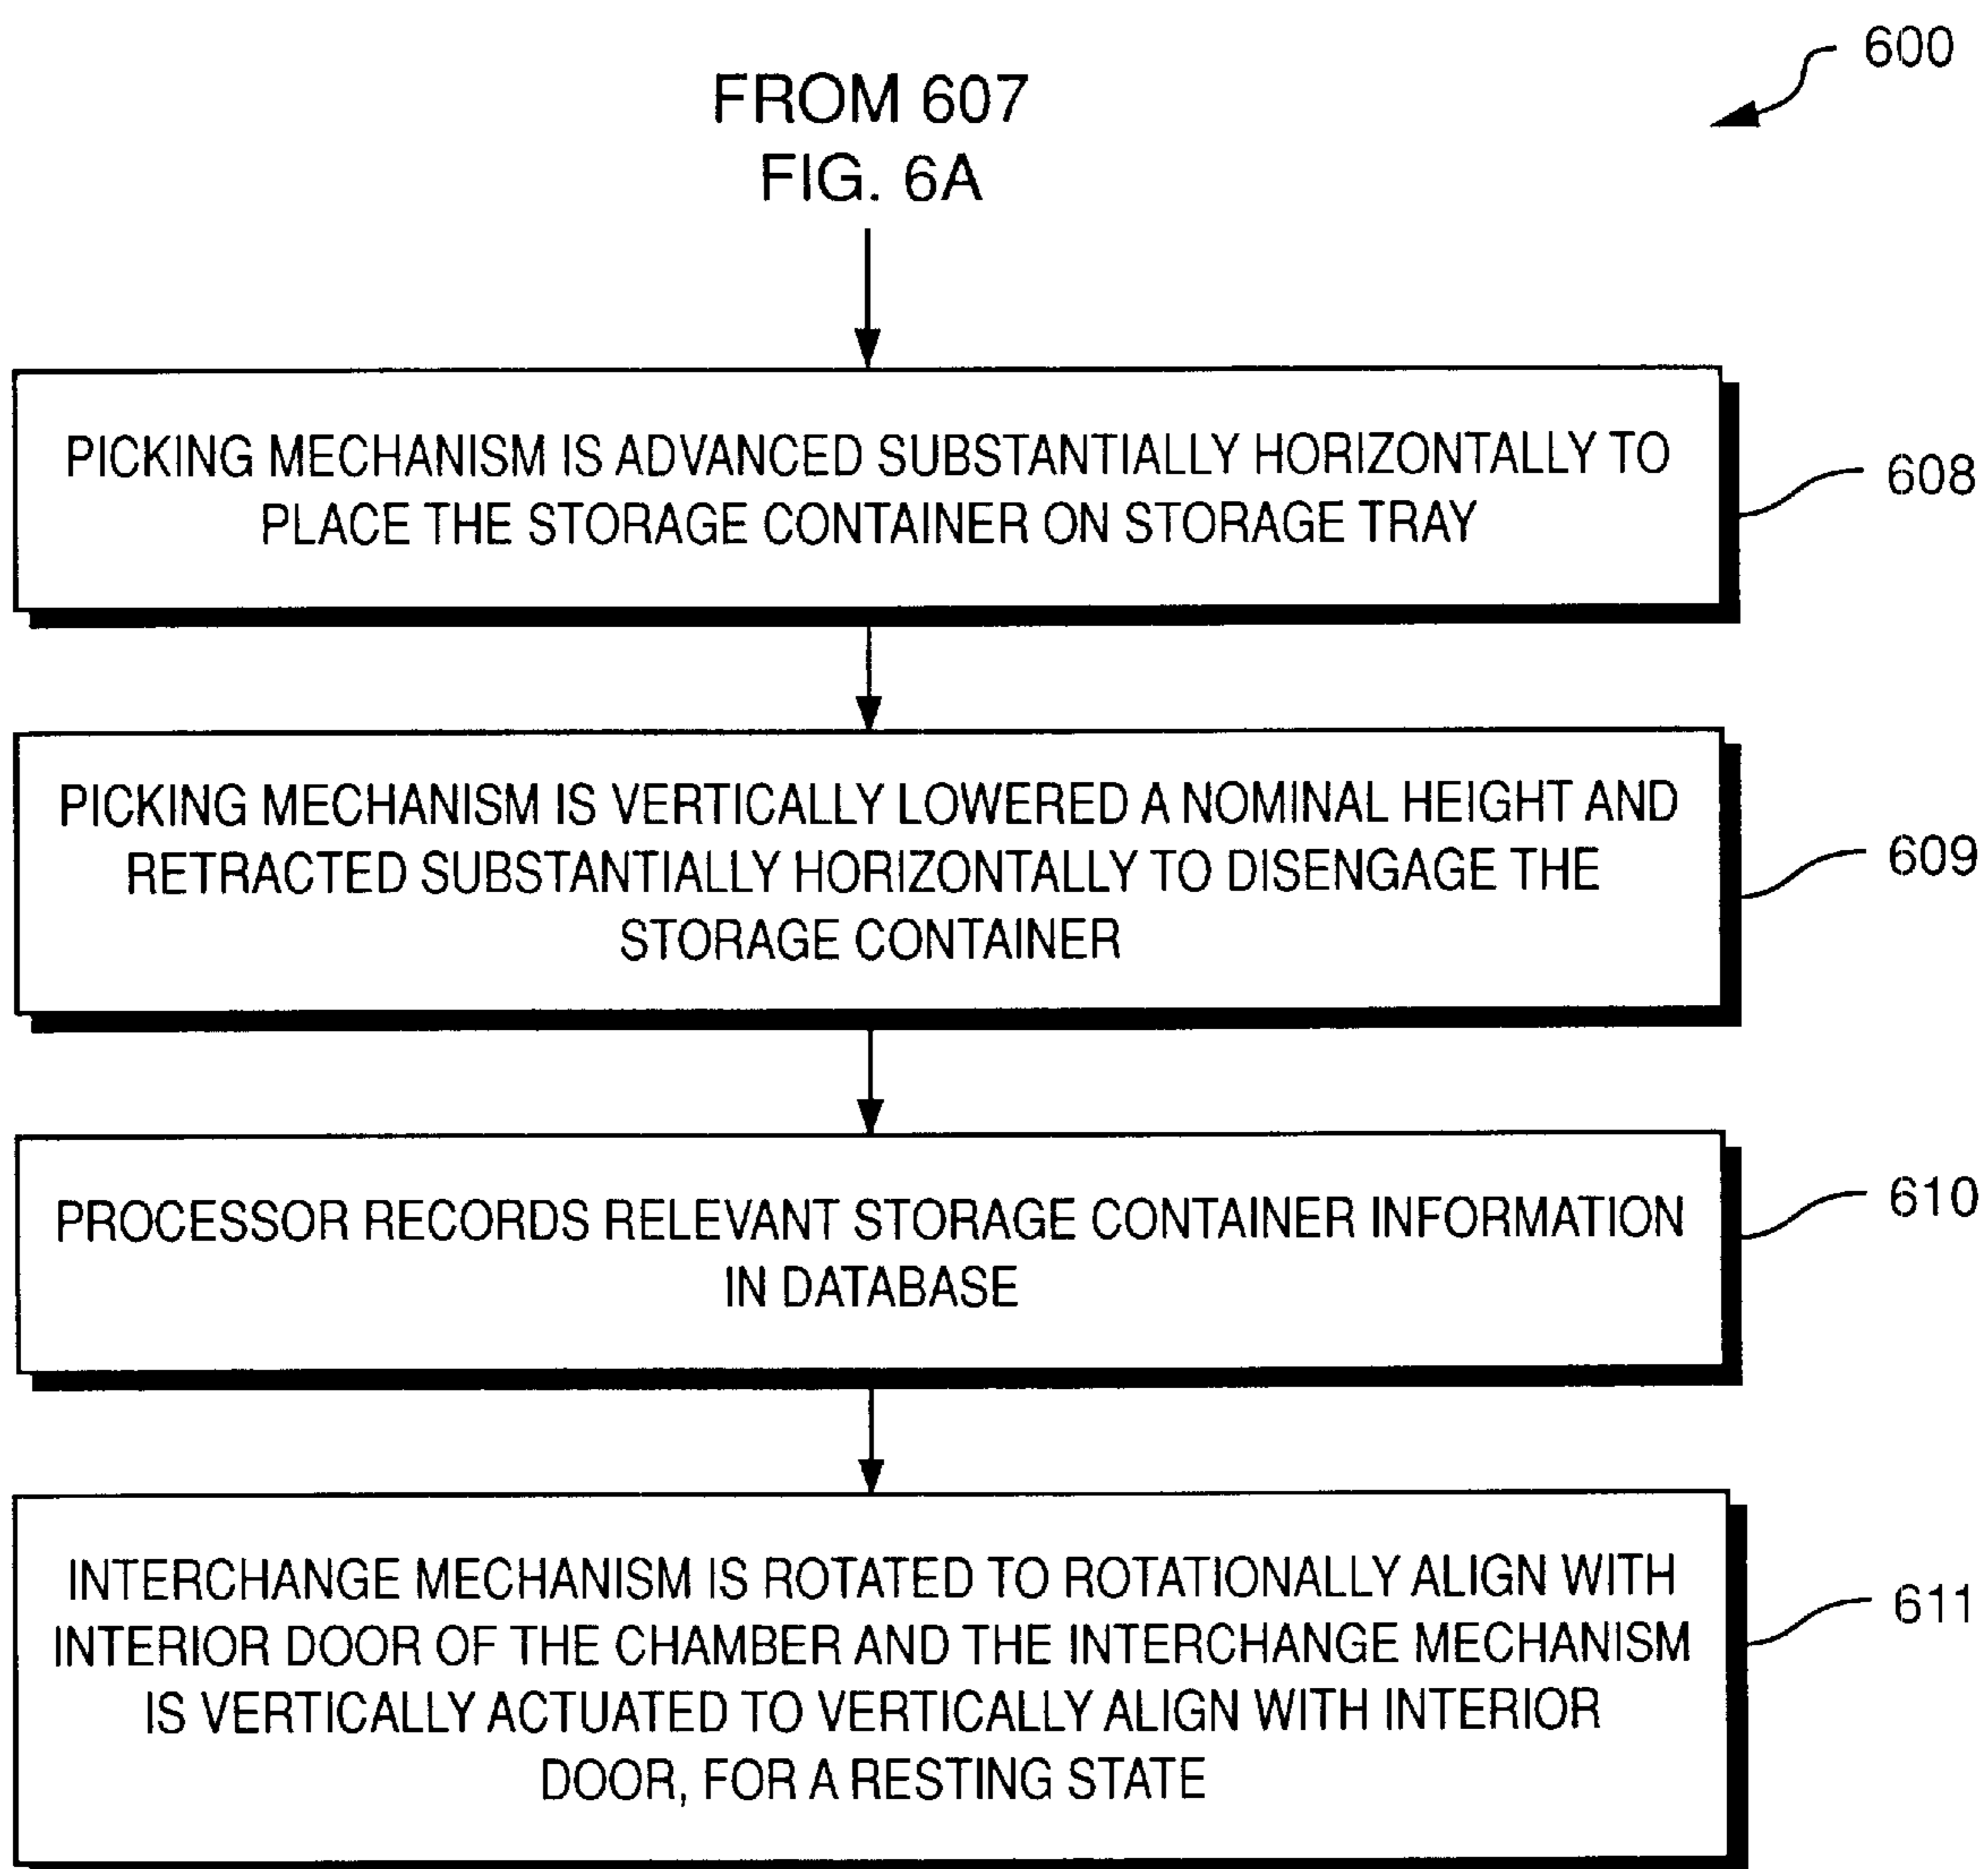 600
FROM 607
FIG. 6A
PICKING MECHANISM IS ADVANCED SUBSTANTIALLY HORIZONTALLY TO
PLACE THE STORAGE CONTAINER ON STORAGE TRAY
608
PICKING MECHANISM IS VERTICALLY LOWERED A NOMINAL HEIGHT AND
RETRACTED SUBSTANTIALLY HORIZONTALLY TO DISENGAGE THE
STORAGE CONTAINER
609
PROCESSOR RECORDS RELEVANT STORAGE CONTAINER INFORMATION
IN DATABASE
610
INTERCHANGE MECHANISM IS ROTATED TO ROTATIONALLY ALIGN WITH
INTERIOR DOOR OF THE CHAMBER AND THE INTERCHANGE MECHANISM
IS VERTICALLY ACTUATED TO VERTICALLY ALIGN WITH INTERIOR
DOOR, FOR A RESTING STATE
611